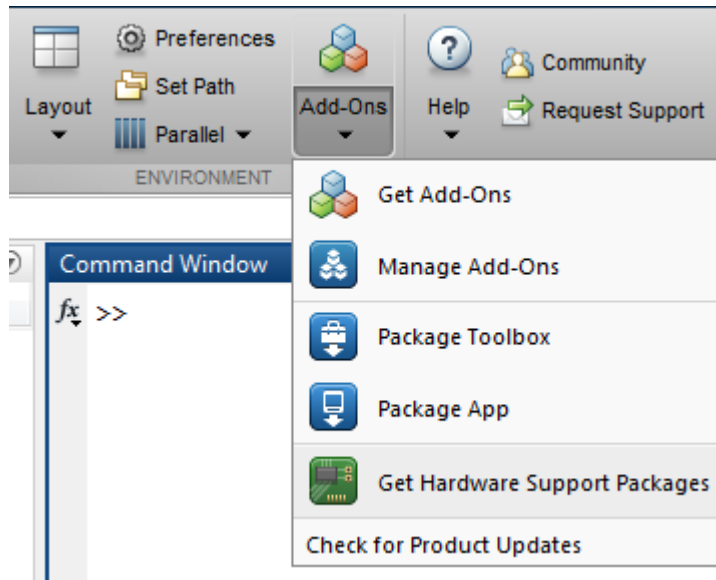 Preferences
Set Path
Parallel
Layout
Add-Ons
Help
Community
Request Support
ENVIRONMENT
Get Add-Ons
Manage Add-Ons
Package Toolbox
Package App
Get Hardware Support Packages
Check for Product Updates
Command Window
fx >>